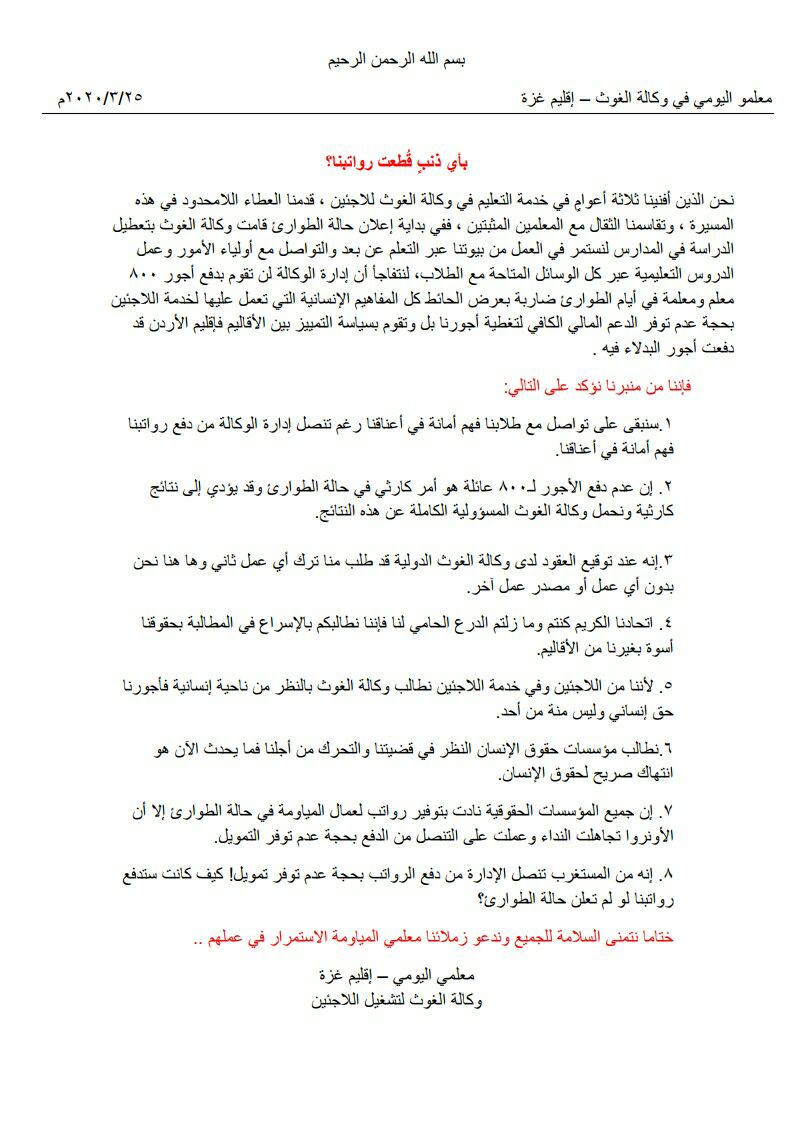 بسم الله الرحمن الرحيم
معلمو اليومي في وكالة الغوث – إقليم غزة ٢٠٢٠/٣/٢٥م
بأي ذنبٍ قُطعت رواتبنا؟
نحن الذين أفنينا ثلاثة أعوامٍ في خدمة التعليم في وكالة الغوث للاجئين ، قدمنا العطاء اللامحدود في هذه
المسيرة ، وتقاسمنا الثقال مع المعلمين المثبتين ، ففي بداية إعلان حالة الطوارئ قامت وكالة الغوث بتعطيل
الدراسة في المدارس لنستمر في العمل من بيوتنا عبر التعلم عن بعد والتواصل مع أولياء الأمور وعمل
الدروس التعليمية عبر كل الوسائل المتاحة مع الطلاب، لنتفاجأ أن إدارة الوكالة لن تقوم بدفع أجور ٨٠٠
معلم ومعلمة في أيام الطوارئ ضاربة بعرض الحائط كل المفاهيم الإنسانية التي تعمل عليها لخدمة اللاجئين
بحجة عدم توفر الدعم المالي الكافي لتغطية أجورنا بل وتقوم بسياسة التمييز بين الأقاليم فإقليم الأردن قد
دفعت أجور البدلاء فيه .
فإننا من منبرنا نؤكد على التالي:
١.سنبقى على تواصل مع طلابنا فهم أمانة في أعناقنا رغم تنصل إدارة الوكالة من دفع رواتبنا
فهم أمانة في أعناقنا.
٢. إن عدم دفع الأجور لـ٨٠٠ عائلة هو أمر كارثي في حالة الطوارئ وقد يؤدي إلى نتائج
كارثية ونحمل وكالة الغوث المسؤولية الكاملة عن هذه النتائج.
٣.إنه عند توقيع العقود لدى وكالة الغوث الدولية قد طلب منا ترك أي عمل ثاني وها هنا نحن
بدون أي عمل أو مصدر عمل آخر.
٤. اتحادنا الكريم كنتم وما زلتم الدرع الحامي لنا فإننا نطالبكم بالإسراع في المطالبة بحقوقنا
أسوة بغيرنا من الأقاليم.
٥. لأننا من اللاجئين وفي خدمة اللاجئين نطالب وكالة الغوث بالنظر من ناحية إنسانية فأجورنا
حق إنساني وليس منة من أحد.
٦.نطالب مؤسسات حقوق الإنسان النظر في قضيتنا والتحرك من أجلنا فما يحدث الآن هو
انتهاك صريح لحقوق الإنسان.
٧. إن جميع المؤسسات الحقوقية نادت بتوفير رواتب لعمال المياومة في حالة الطوارئ إلا أن
الأونروا تجاهلت النداء وعملت على التنصل من الدفع بحجة عدم توفر التمويل.
٨. إنه من المستغرب تنصل الإدارة من دفع الرواتب بحجة عدم توفر تمويل! كيف كانت ستدفع
رواتبنا لو لم تعلن حالة الطوارئ؟
ختاما نتمنى السلامة للجميع وندعو زملائنا معلمي المياومة الاستمرار في عملهم ..
معلمي اليومي – إقليم غزة
وكالة الغوث لتشغيل اللاجئين